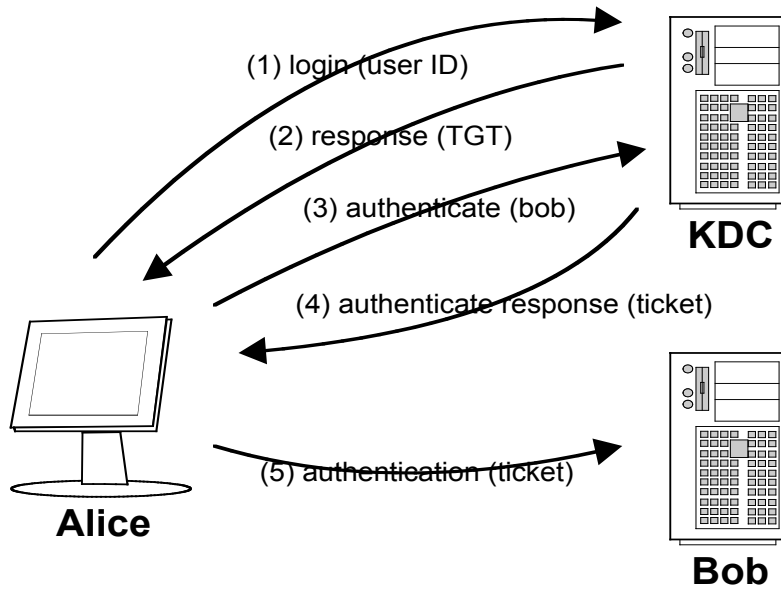 (1) login (user ID)
(2) response (TGT)
(3) authenticate (bob)
KDC
(4) authenticate response (ticket)
(5) authentication (ticket)
Alice
Bob